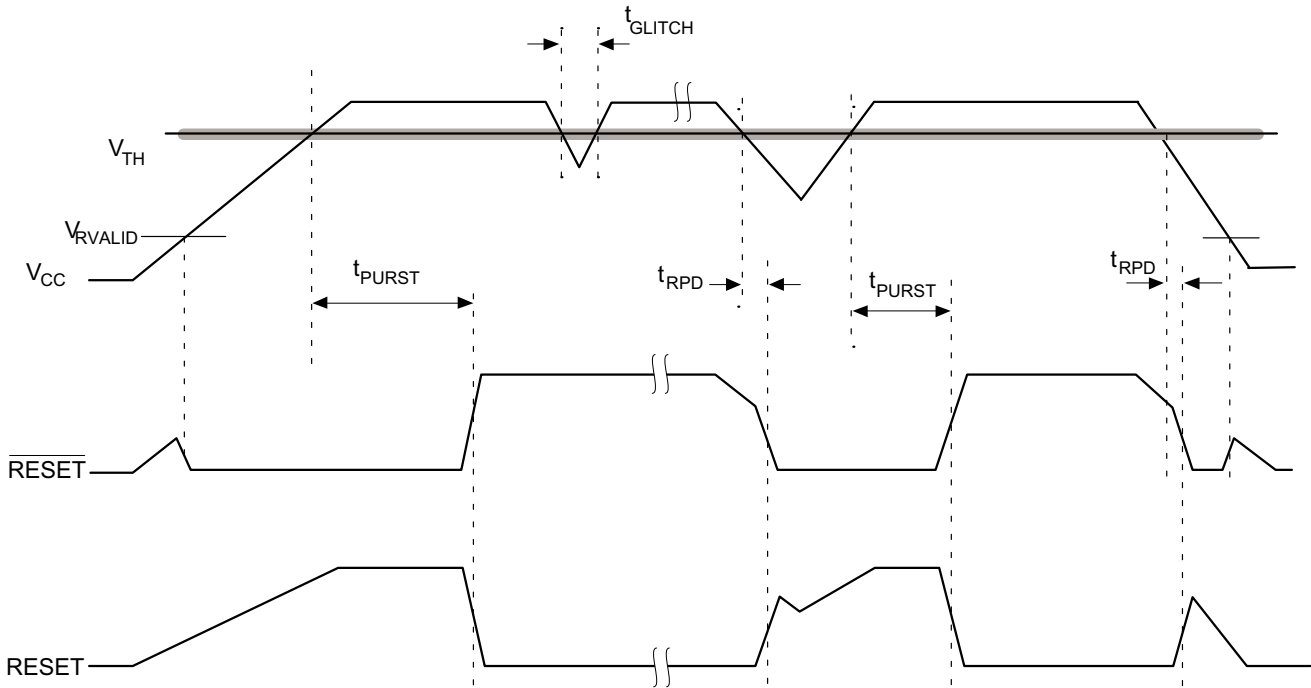 tGLITCH
VTH
VRVALID
VCC
tPURST
tRPD
tPURST
tRPD
RESET
RESET